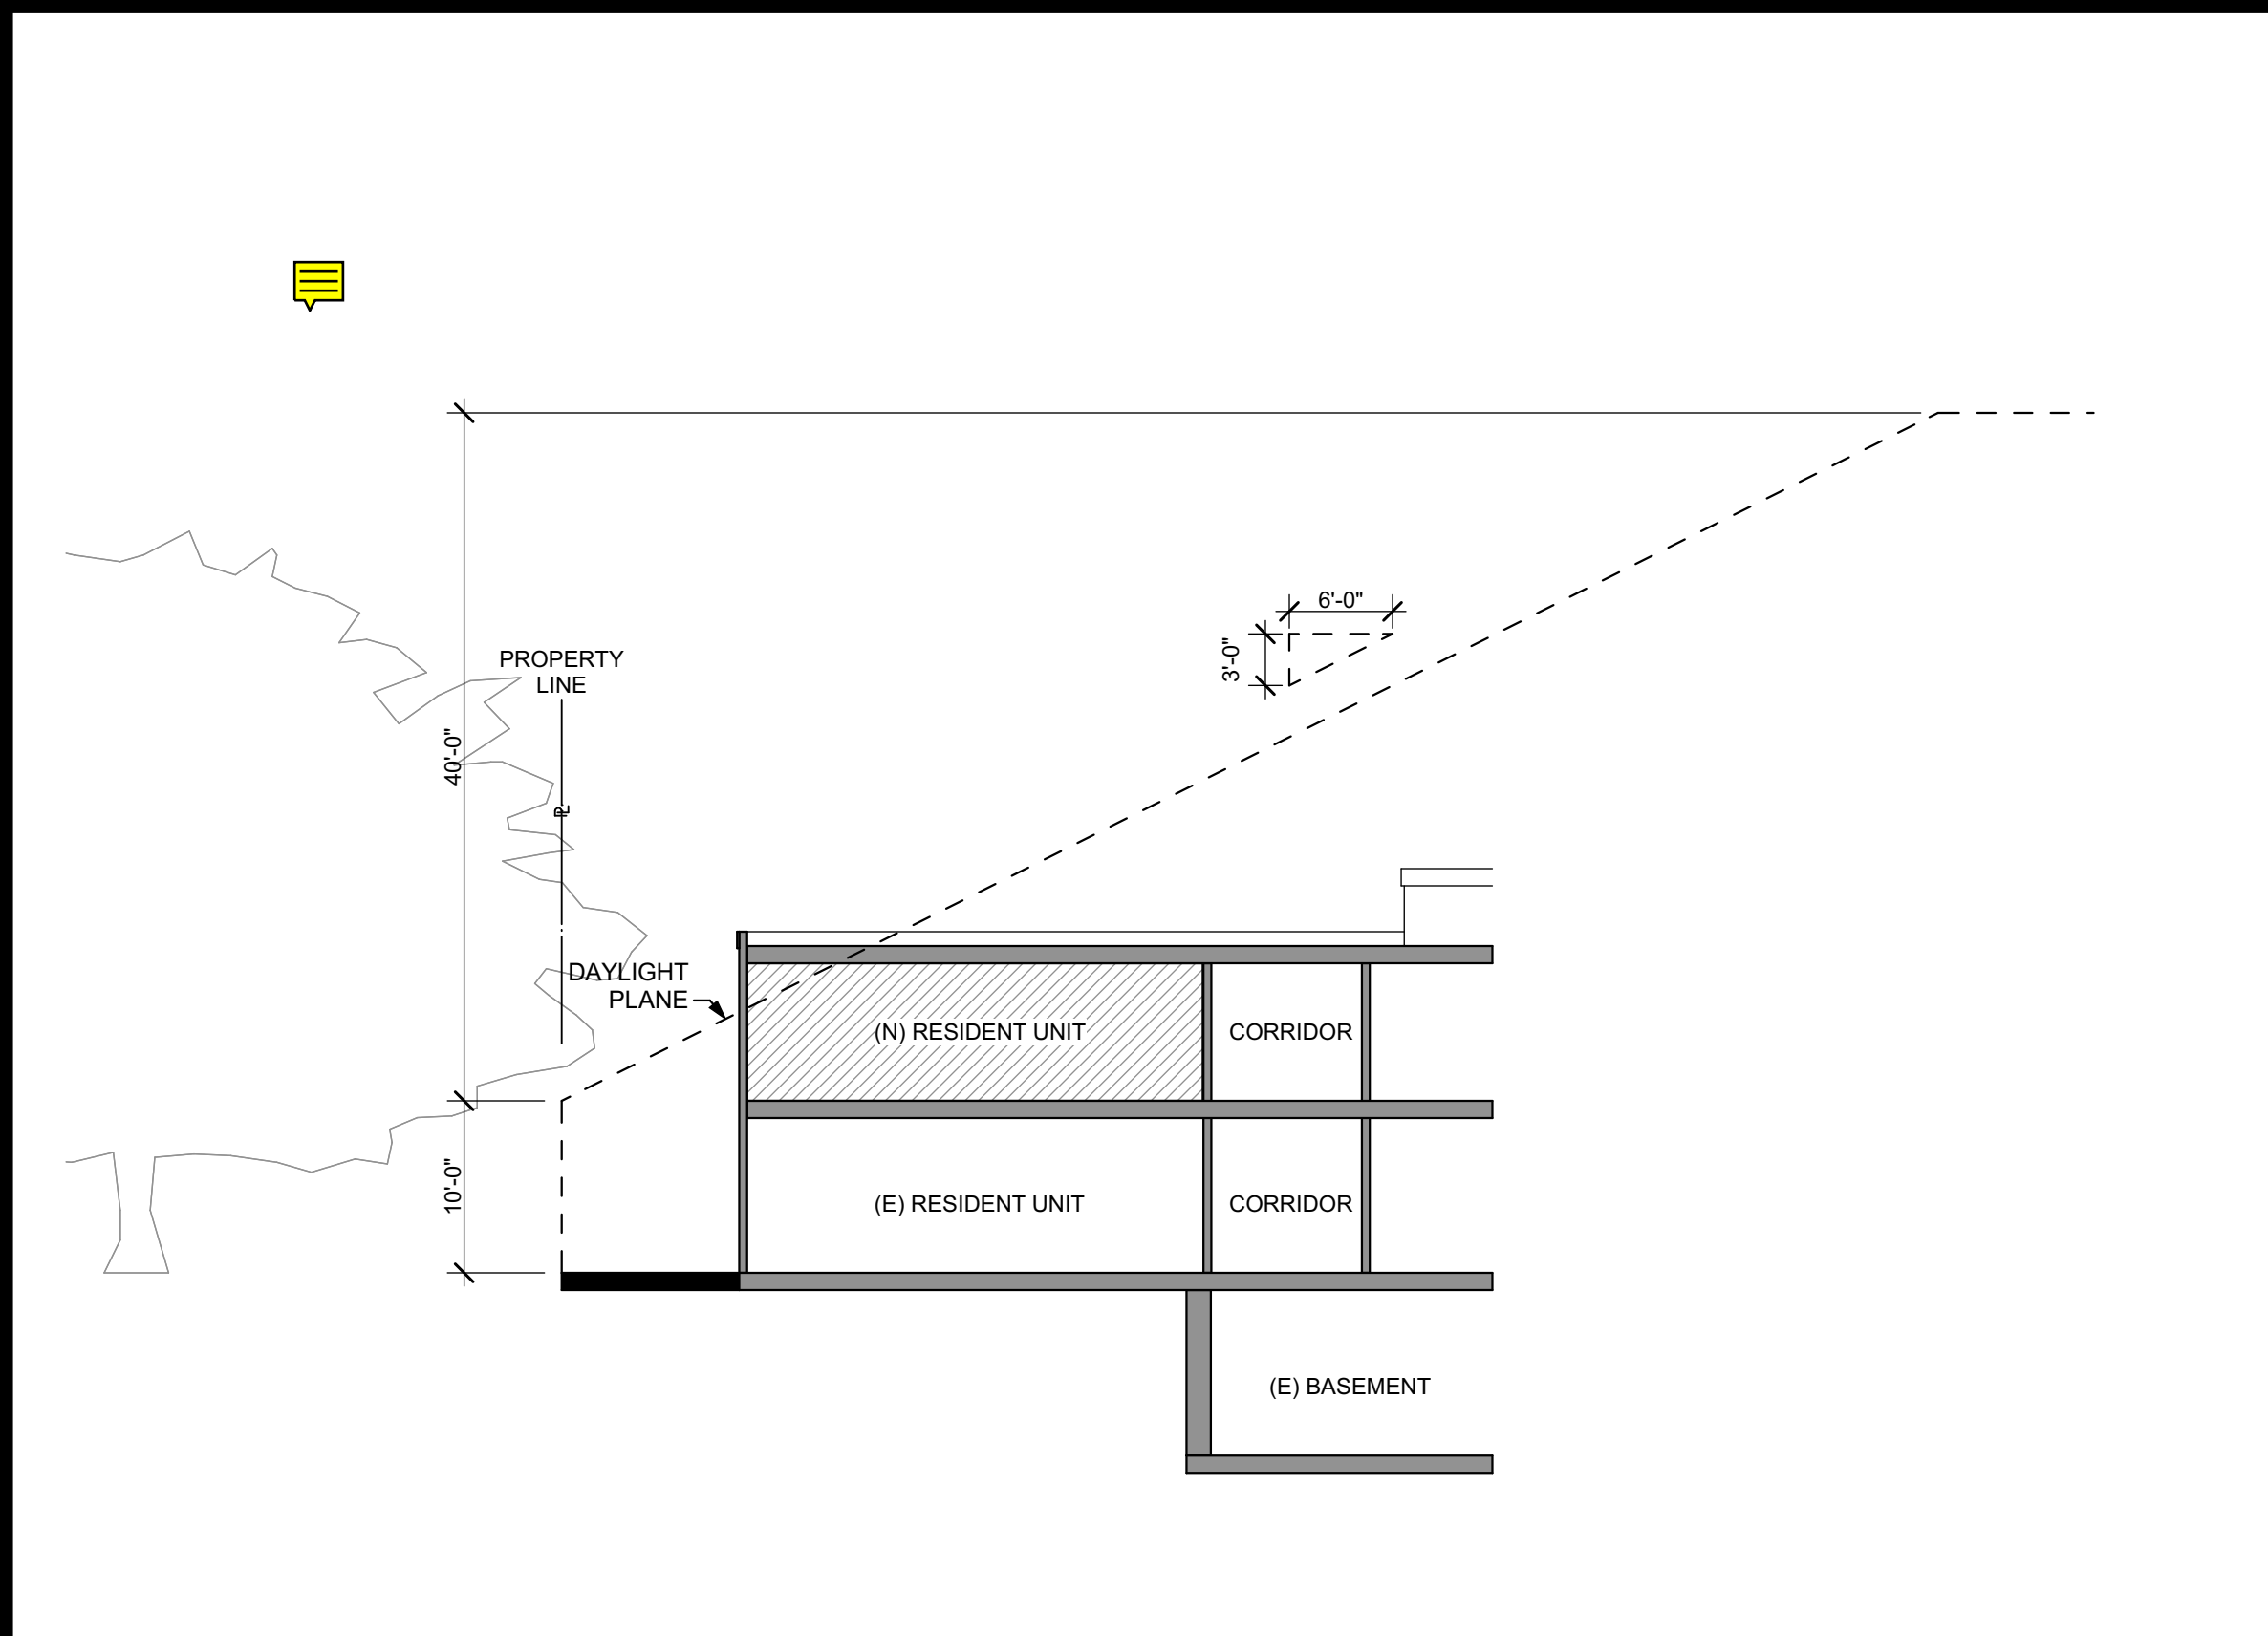 6'-0"
3'-0"
PROPERTY
LINE
40'-0"
PL
DAYLIGHT
PLANE
(N) RESIDENT UNIT
CORRIDOR
10'-0"
(E) RESIDENT UNIT
CORRIDOR
(E) BASEMENT